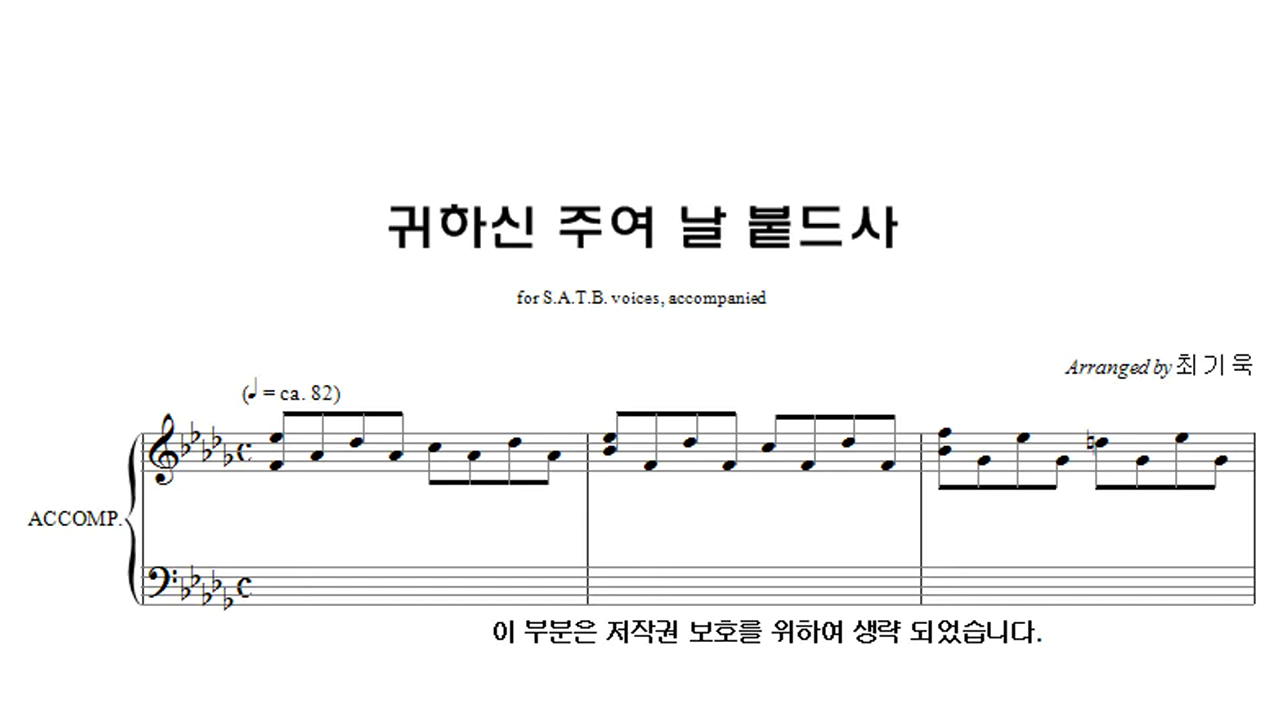 귀하신 주여 날 붙드사
for S.A.T.B. voices, accompanied
Arranged by 최기욱
(♩ = ca. 82)
ACCOMP.
이 부분은 저작권 보호를 위하여 생략 되었습니다.